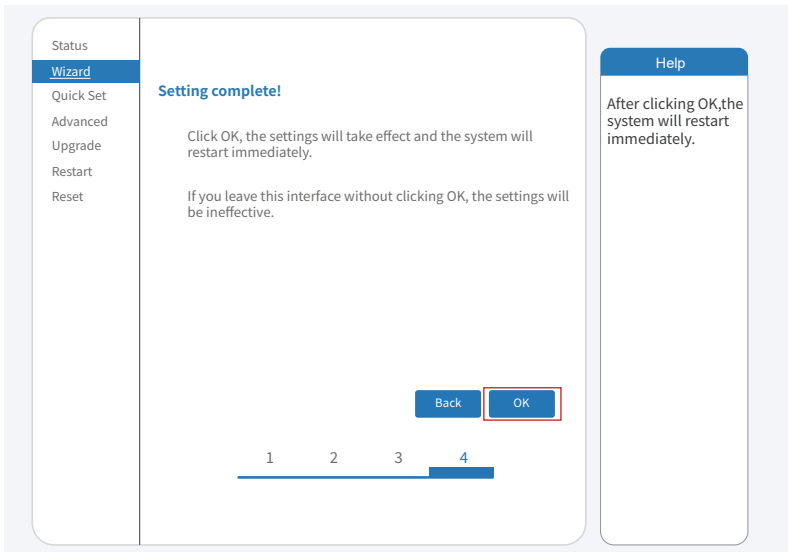 Status
Wizard
Quick Set
Advanced
Upgrade
Restart
Reset
Setting complete!
Click OK, the settings will take effect and the system will
restart immediately.
If you leave this interface without clicking OK, the settings will
be ineffective.
Back
OK
1 2 3 4
Help
After clicking OK,the
system will restart
immediately.